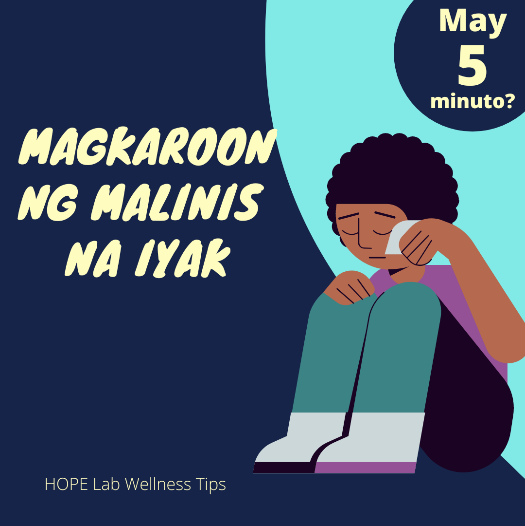 May
5
minuto?
MAGKAROON
NG MALINIS
NA IYAK
HOPE Lab Wellness Tips